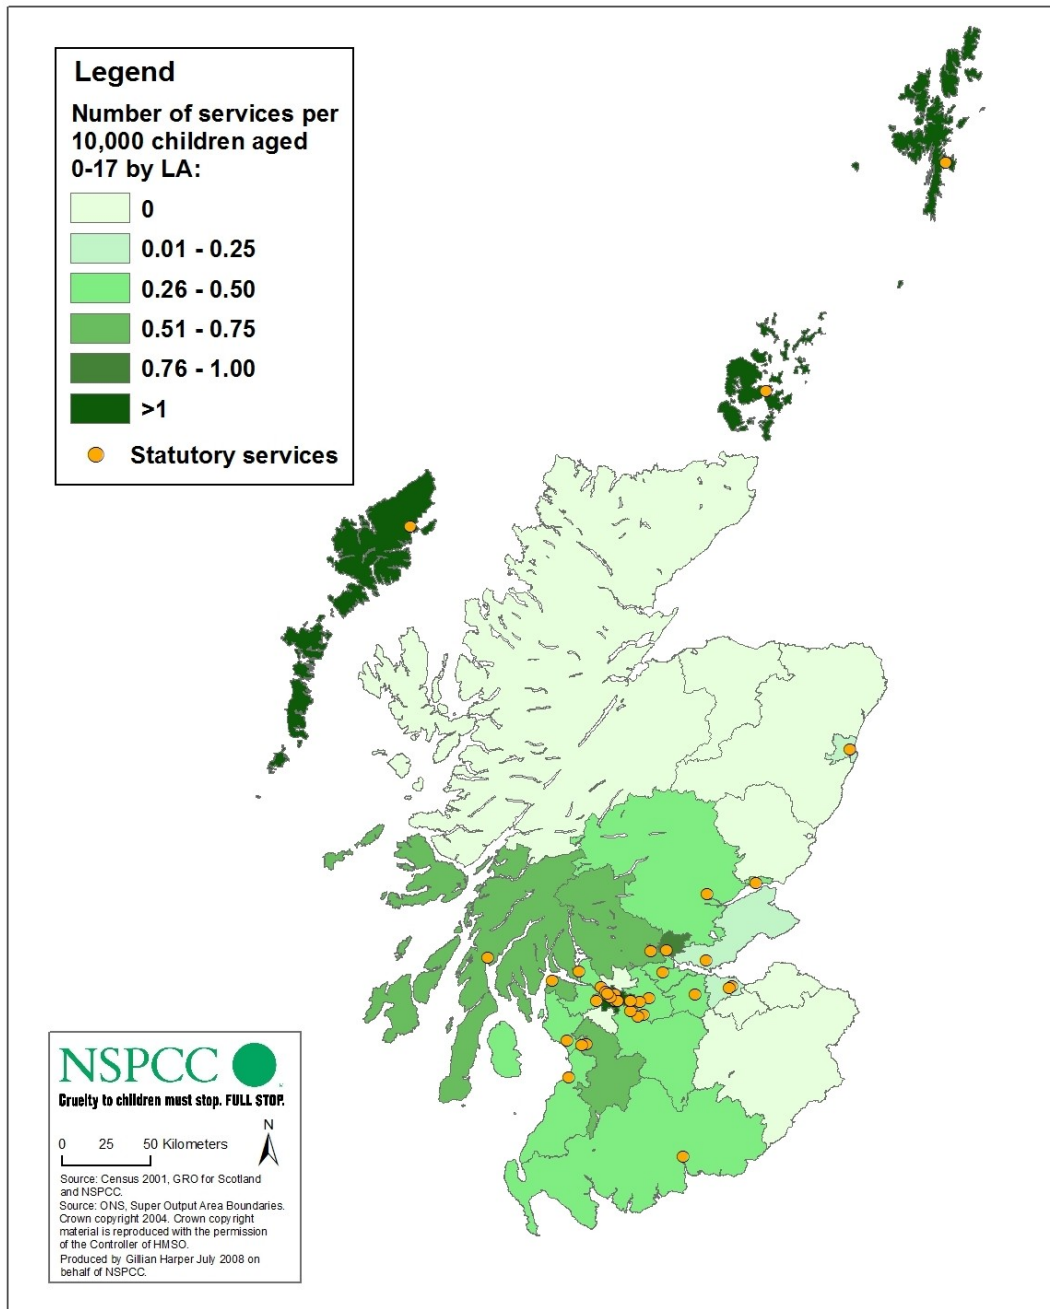 Legend
Number of services per
10,000 children aged
0-17 by LA:
0
0.01 - 0.25
0.26 - 0.50
0.51 - 0.75
0.76 - 1.00
>1
Statutory services
NSPCC
Cruelty to children must stop. FULL STOP.
N
0 25 50 Kilometers
Source: Census 2001, GRO for Scotland
and NSPCC.
Source: ONS, Super Output Area Boundaries.
Crown copyright 2004. Crown copyright
material is reproduced with the permission
of the Controller of HMSO.
Produced by Gillian Harper July 2008 on
behalf of NSPCC.